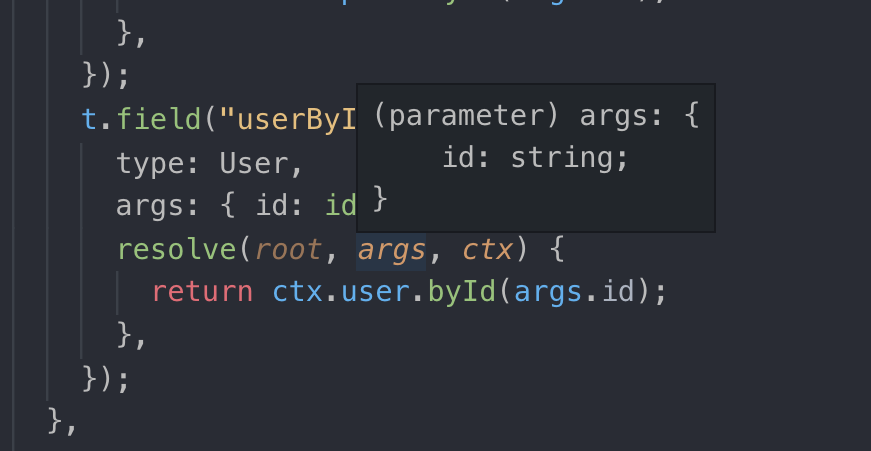 },
});
t.field("userByI
type: User,
args: { id: id
resolve(root, args, ctx) {
return ctx.user.byId(args.id);
},
});
},
(parameter) args: {
id: string;
}